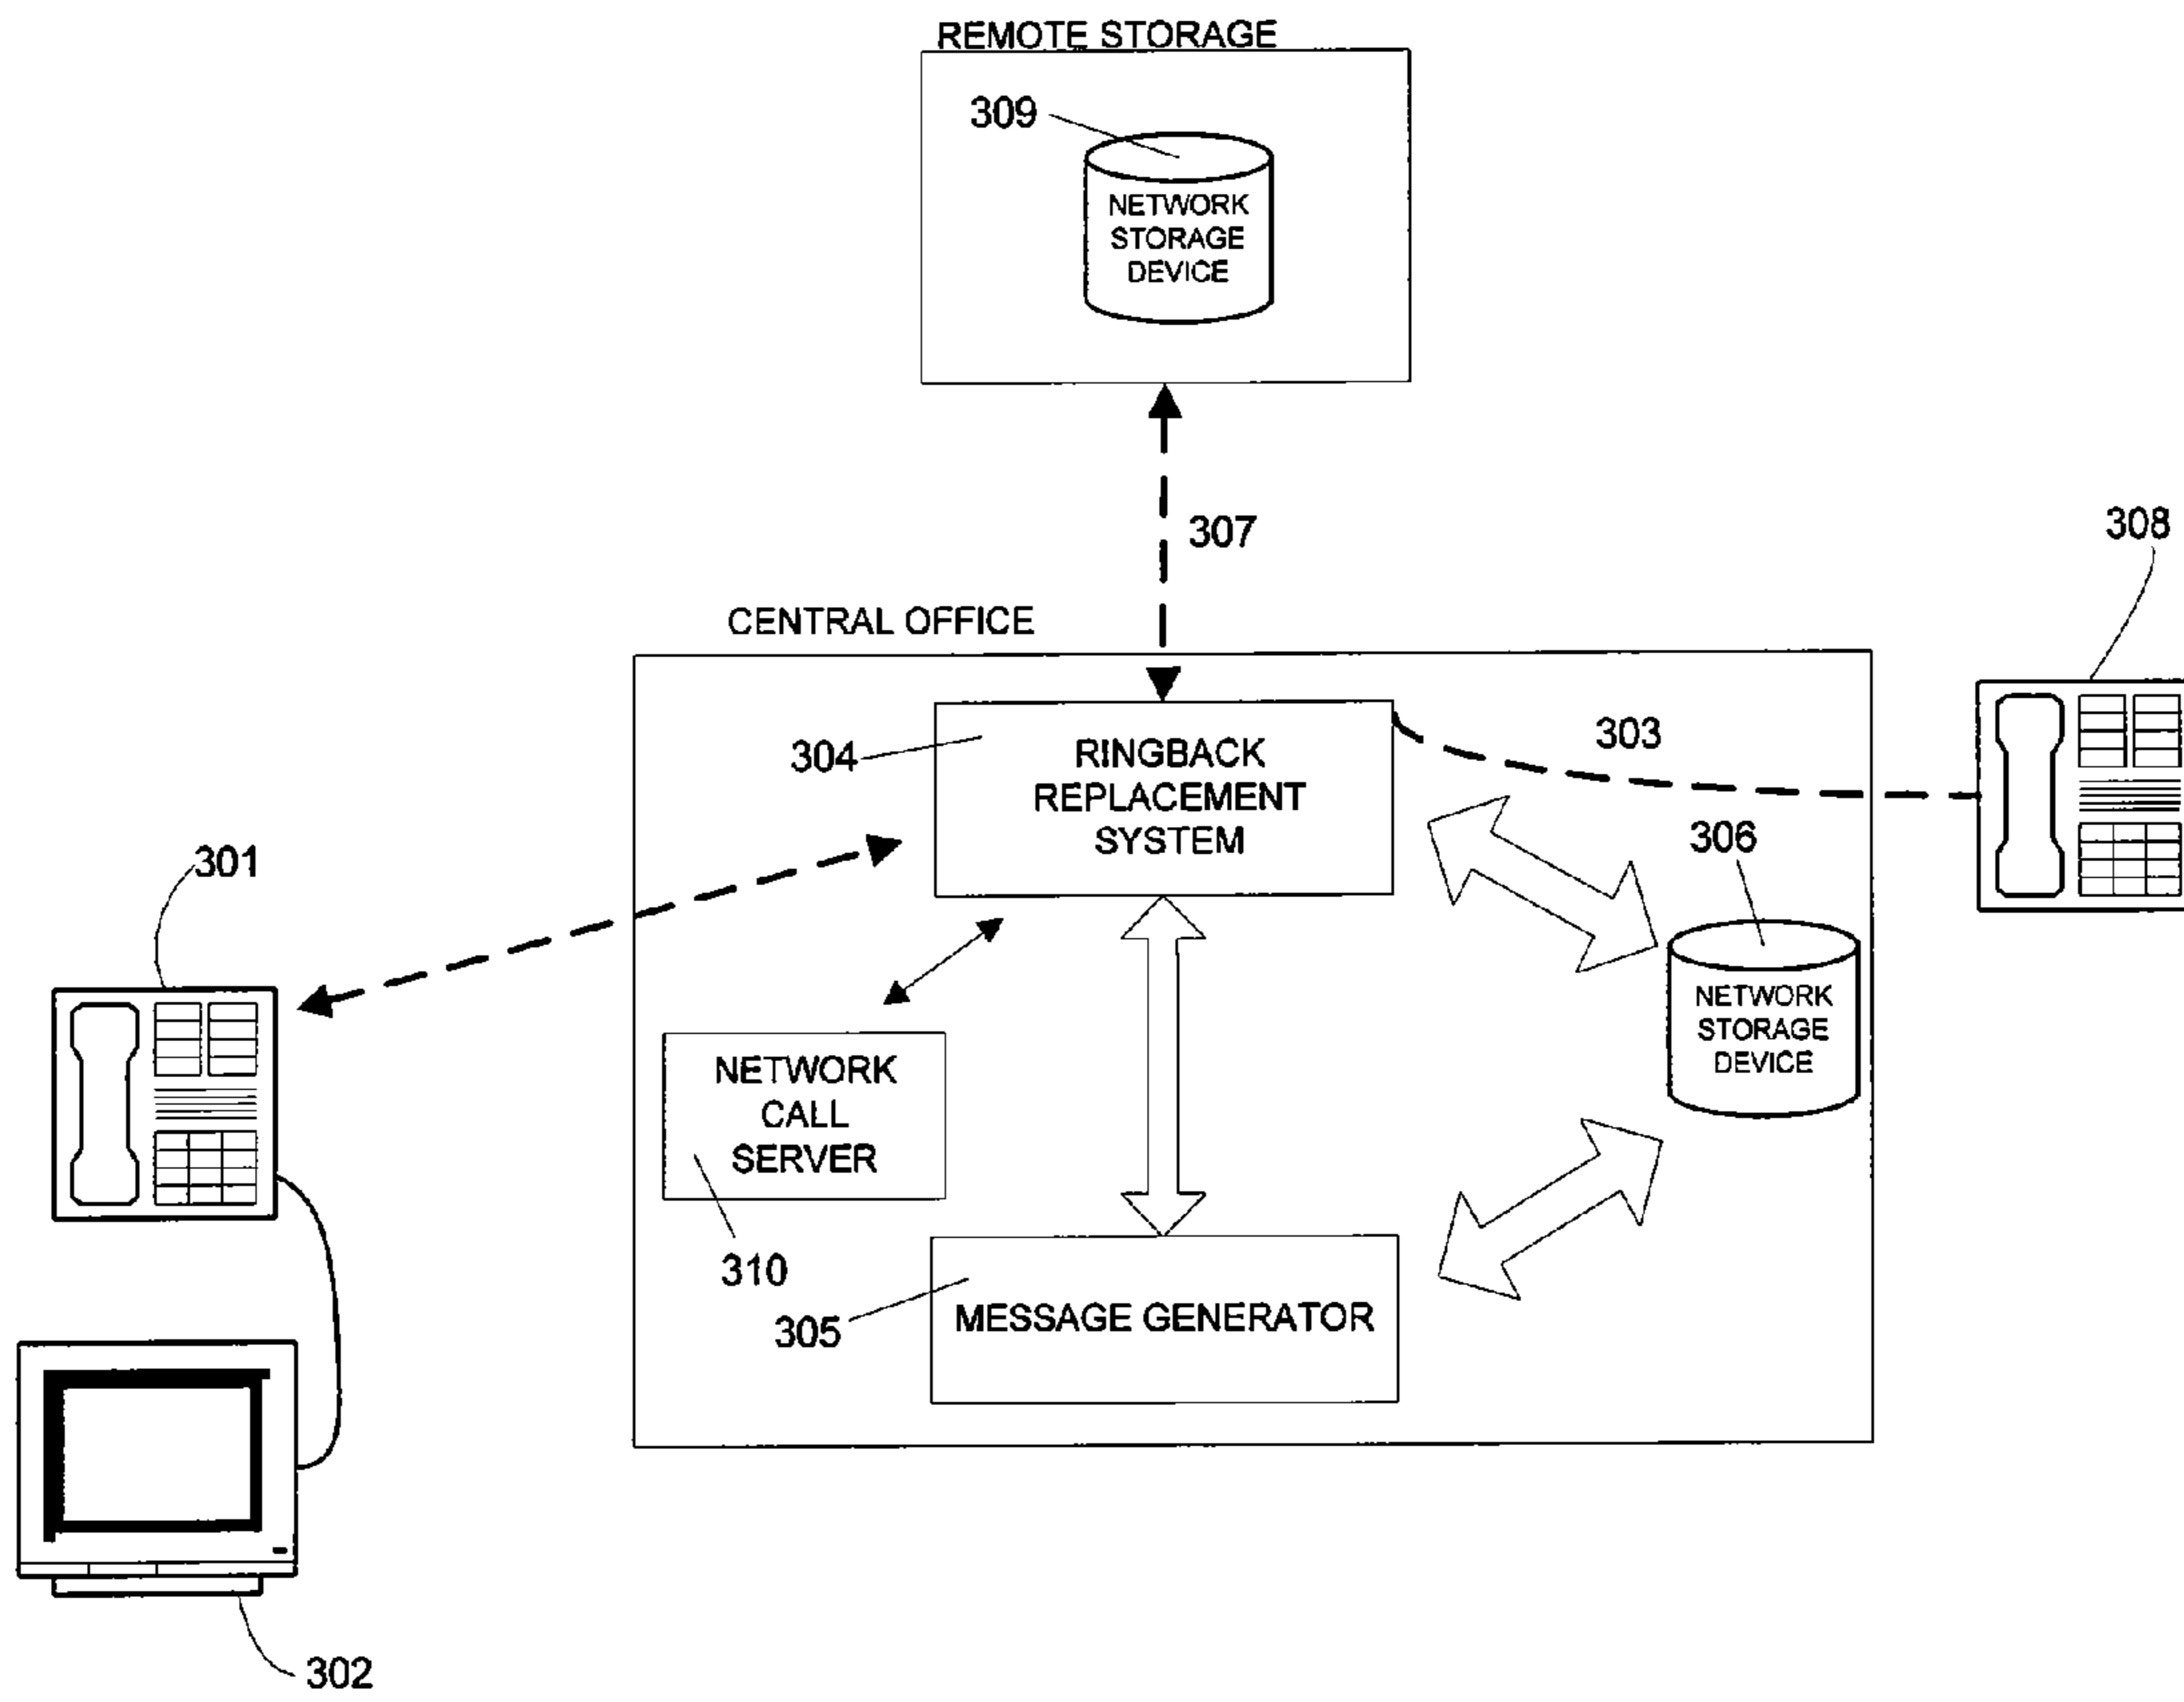 REMOTE STORAGE
309
NETWORK
STORAGE
DEVICE
307
308
CENTRAL OFFICE
303
304
RINGBACK
REPLACEMENT
SYSTEM
306
301
NETWORK
STORAGE
DEVICE
NETWORK
CALL
SERVER
310
305
MESSAGE GENERATOR
302